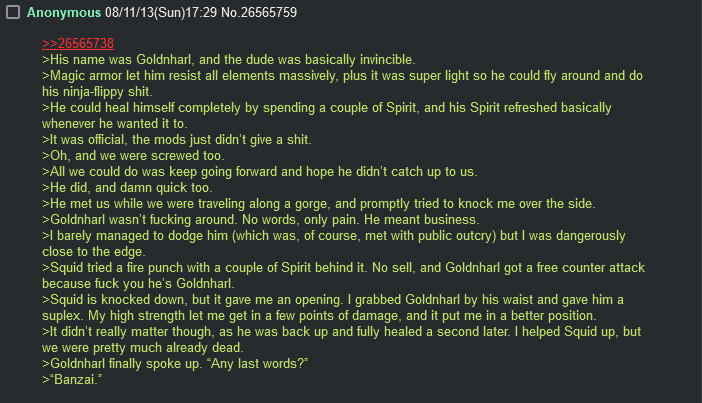 Anonymous 08/11/13(Sun)17:29 No.26565759
>>26565738
>His name was Goldnharl, and the dude was basically invincible.
>Magic armor let him resist all elements massively, plus it was super light so he could fly around and do
his ninja-flippy shit.
>He could heal himself completely by spending a couple of Spirit, and his Spirit refreshed basically
whenever he wanted it to.
>It was official, the mods just didn’t give a shit.
>Oh, and we were screwed too.
>All we could do was keep going forward and hope he didn’t catch up to us.
>He did, and damn quick too.
>He met us while we were traveling along a gorge, and promptly tried to knock me over the side.
>Goldnharl wasn’t fucking around. No words, only pain. He meant business.
>I barely managed to dodge him (which was, of course, met with public outcry) but I was dangerously
close to the edge.
>Squid tried a fire punch with a couple of Spirit behind it. No sell, and Goldnharl got a free counter attack
because fuck you he’s Goldnharl.
>Squid is knocked down, but it gave me an opening. I grabbed Goldnharl by his waist and gave him a
suplex. My high strength let me get in a few points of damage, and it put me in a better position.
>It didn’t really matter though, as he was back up and fully healed a second later. I helped Squid up, but
we were pretty much already dead.
>Goldnharl finally spoke up. “Any last words?”
>“Banzai.”